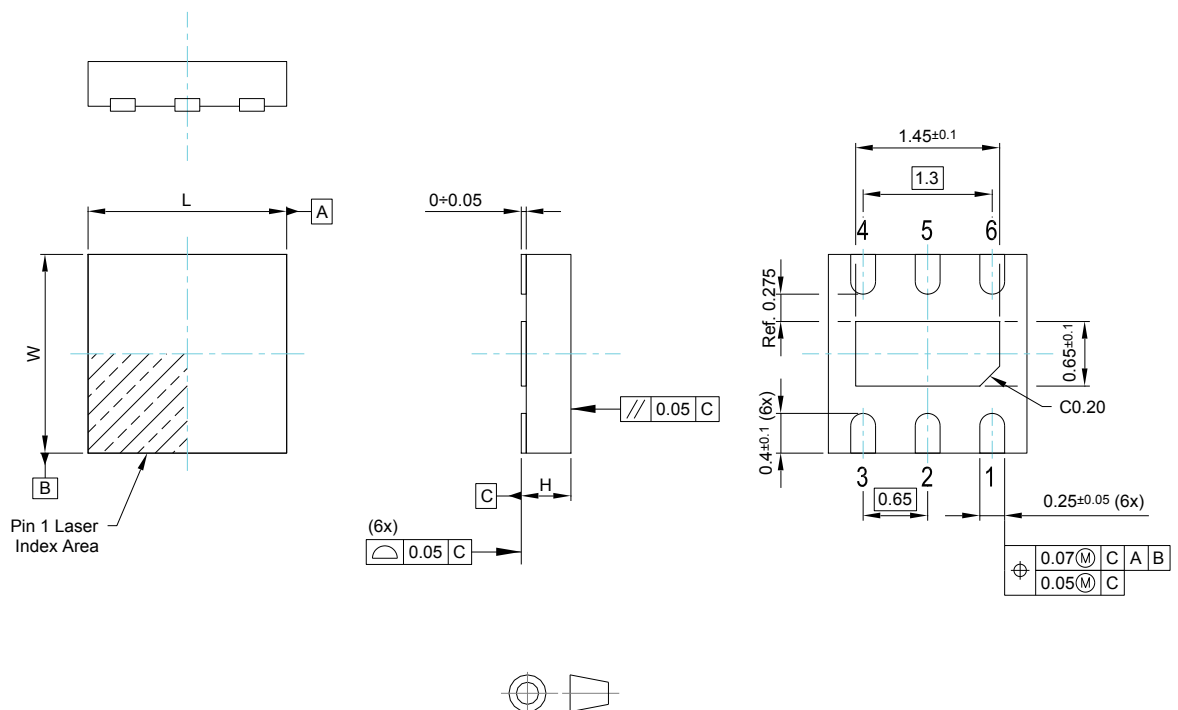 1.45±0.1
1.3
L
A
0÷0.05
4 5 6
Ref. 0.275
W
0.65±0.1
// 0.05 C
C0.20
0.4±0.1 (6x)
B
C
H
3 2 1
0.65
0.25±0.05 (6x)
Pin 1 Laser
Index Area
(6x)
0.05 C
0.07Ⓜ C A B
0.05Ⓜ C